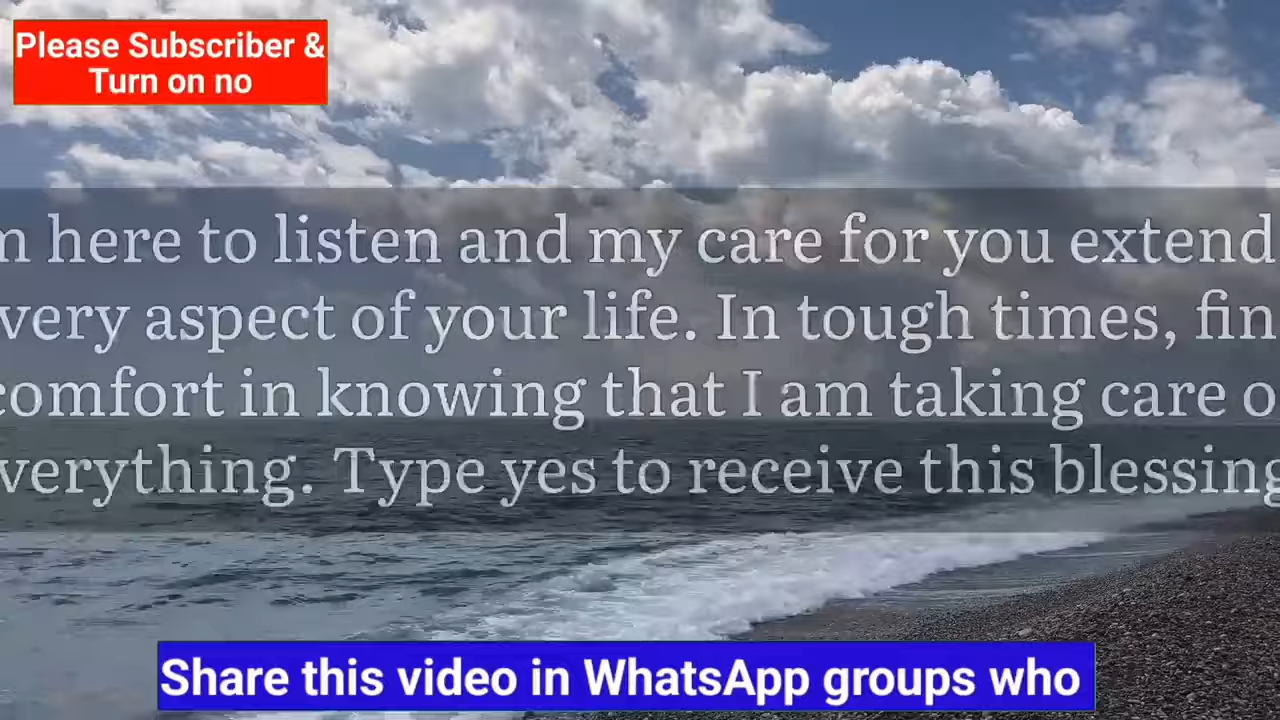 Please Subscriber &
Turn on no
here to listen and my care for you extend
very aspect of your life. In tough times, fin
comfort in knowing that I am taking care o
verything. Type yes to receive this blessing
Share this video in WhatsApp groups who